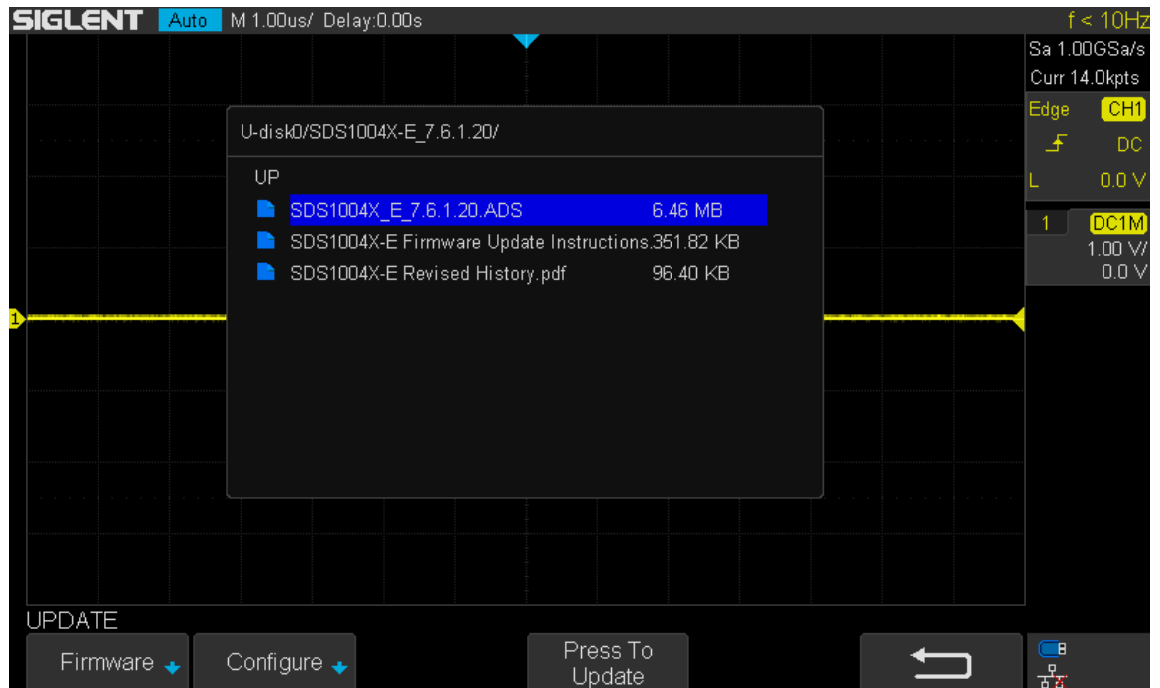 SIGLENT Auto M 1.00us/ Delay:0.00s f < 10Hz
Sa 1.00GSa/s
Curr 14.0kpts
Edge CH1
DC
L 0.0 V
1 DC1M
1.00 V/
0.0 V
U-disk0/SDS1004X-E_7.6.1.20/
UP
SDS1004X_E_7.6.1.20.ADS 6.46 MB
SDS1004X-E Firmware Update Instructions.351.82 KB
SDS1004X-E Revised History.pdf 96.40 KB
1
UPDATE
Firmware Configure Press To Update